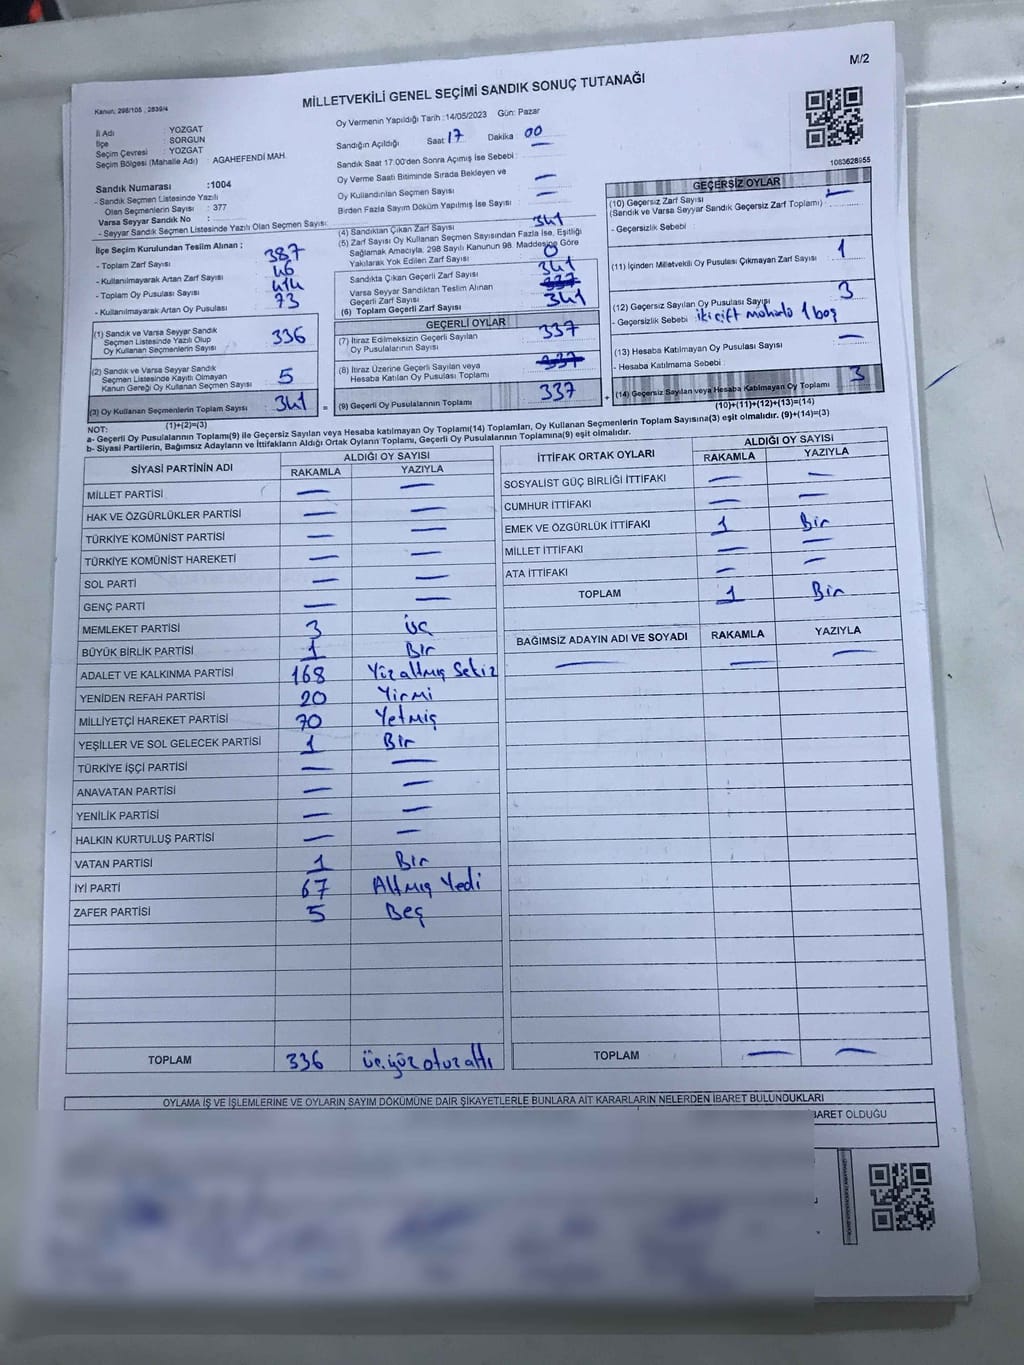 M/2
Kanun: 298/105 , 2839/4
MİLLETVEKİLİ GENEL SEÇİMİ SANDIK SONUÇ TUTANAĞI
İl Adı : YOZGAT
İlçe : SORGUN
Seçim Çevresi : YOZGAT
Seçim Bölgesi (Mahalle Adı) : AGAHEFENDİ MAH.
Sandık Numarası : 1004
- Sandık Seçmen Listesinde Yazılı
Olan Seçmenlerin Sayısı : 377
Varsa Seyyar Sandık No :
- Seyyar Sandık Seçmen Listesinde Yazılı Olan Seçmen Sayısı:
İlçe Seçim Kurulundan Teslim Alınan ;
- Toplam Zarf Sayısı 387
- Kullanılmayarak Artan Zarf Sayısı 46
- Toplam Oy Pusulası Sayısı 414
- Kullanılmayarak Artan Oy Pusulası 73
(1) Sandık ve Varsa Seyyar Sandık
Seçmen Listesinde Yazılı Olup
Oy Kullanan Seçmenlerin Sayısı 336
(2) Sandık ve Varsa Seyyar Sandık
Seçmen Listesinde Kayıtlı Olmayan
Kanun Gereği Oy Kullanan Seçmen Sayısı 5
(3) Oy Kullanan Seçmenlerin Toplam Sayısı 341 =
(1)+(2)=(3)
Oy Vermenin Yapıldığı Tarih :14/05/2023 Gün: Pazar
Sandığın Açıldığı Saat 17 Dakika 00
Sandık Saat 17.00'den Sonra Açımış İse Sebebi :
Oy Verme Saati Bitiminde Sırada Bekleyen ve
Oy Kullandırılan Seçmen Sayısı : —
Birden Fazla Sayım Döküm Yapılmış İse Sayısı : —
(4) Sandıktan Çıkan Zarf Sayısı 341
(5) Zarf Sayısı Oy Kullanan Seçmen Sayısından Fazla İse, Eşitliği
Sağlamak Amacıyla, 298 Sayılı Kanunun 98. Maddesine Göre
Yakılarak Yok Edilen Zarf Sayısı 0
Sandıkta Çıkan Geçerli Zarf Sayısı 341
Varsa Seyyar Sandıktan Teslim Alınan
Geçerli Zarf Sayısı 337
(6) Toplam Geçerli Zarf Sayısı 341
GEÇERLİ OYLAR
(7) İtiraz Edilmeksizin Geçerli Sayılan
Oy Pusulalarının Sayısı 337
(8) İtiraz Üzerine Geçerli Sayılan veya
Hesaba Katılan Oy Pusulası Toplamı 337
(9) Geçerli Oy Pusulalarının Toplamı 337 +
1083628955
GEÇERSİZ OYLAR
(10) Geçersiz Zarf Sayısı
(Sandık ve Varsa Seyyar Sandık Geçersiz Zarf Toplamı) : —
- Geçersizlik Sebebi :
(11) İçinden Milletvekili Oy Pusulası Çıkmayan Zarf Sayısı 1
(12) Geçersiz Sayılan Oy Pusulası Sayısı 3
- Geçersizlik Sebebi : iki çift mühürlü 1 boş
(13) Hesaba Katılmayan Oy Pusulası Sayısı —
- Hesaba Katılmama Sebebi :
(14) Geçersiz Sayılan veya Hesaba Katılmayan Oy Toplamı 3
(10)+(11)+(12)+(13)=(14)
NOT:
a- Geçerli Oy Pusulalarının Toplamı(9) ile Geçersiz Sayılan veya Hesaba katılmayan Oy Toplamı(14) Toplamları, Oy Kullanan Seçmenlerin Toplam Sayısına(3) eşit olmalıdır. (9)+(14)=(3)
b- Siyasi Partilerin, Bağımsız Adayların ve İttifakların Aldığı Ortak Oyların Toplamı, Geçerli Oy Pusulalarının Toplamına(9) eşit olmalıdır.
SİYASİ PARTİNİN ADI ALDIĞI OY SAYISI
RAKAMLA YAZIYLA
MİLLET PARTİSİ — —
HAK VE ÖZGÜRLÜKLER PARTİSİ — —
TÜRKİYE KOMÜNİST PARTİSİ — —
TÜRKİYE KOMÜNİST HAREKETİ — —
SOL PARTİ — —
GENÇ PARTİ — —
MEMLEKET PARTİSİ 3 üç
BÜYÜK BİRLİK PARTİSİ 1 Bir
ADALET VE KALKINMA PARTİSİ 168 Yüzaltmış Sekiz
YENİDEN REFAH PARTİSİ 20 Yirmi
MİLLİYETÇİ HAREKET PARTİSİ 70 Yetmiş
YEŞİLLER VE SOL GELECEK PARTİSİ 1 Bir
TÜRKİYE İŞÇİ PARTİSİ — —
ANAVATAN PARTİSİ — —
YENİLİK PARTİSİ — —
HALKIN KURTULUŞ PARTİSİ — —
VATAN PARTİSİ 1 Bir
İYİ PARTİ 67 Altmış Yedi
ZAFER PARTİSİ 5 Beş
TOPLAM 336 üçyüz otuz altı
İTTİFAK ORTAK OYLARI ALDIĞI OY SAYISI
RAKAMLA YAZIYLA
SOSYALİST GÜÇ BİRLİĞİ İTTİFAKI — —
CUMHUR İTTİFAKI — —
EMEK VE ÖZGÜRLÜK İTTİFAKI 1 Bir
MİLLET İTTİFAKI — —
ATA İTTİFAKI — —
TOPLAM 1 Bir
BAĞIMSIZ ADAYIN ADI VE SOYADI RAKAMLA YAZIYLA
— — —
TOPLAM — —
OYLAMA İŞ VE İŞLEMLERİNE VE OYLARIN SAYIM DÖKÜMÜNE DAİR ŞİKAYETLERLE BUNLARA AİT KARARLARIN NELERDEN İBARET BULUNDUKLARI
İBARET OLDUĞU